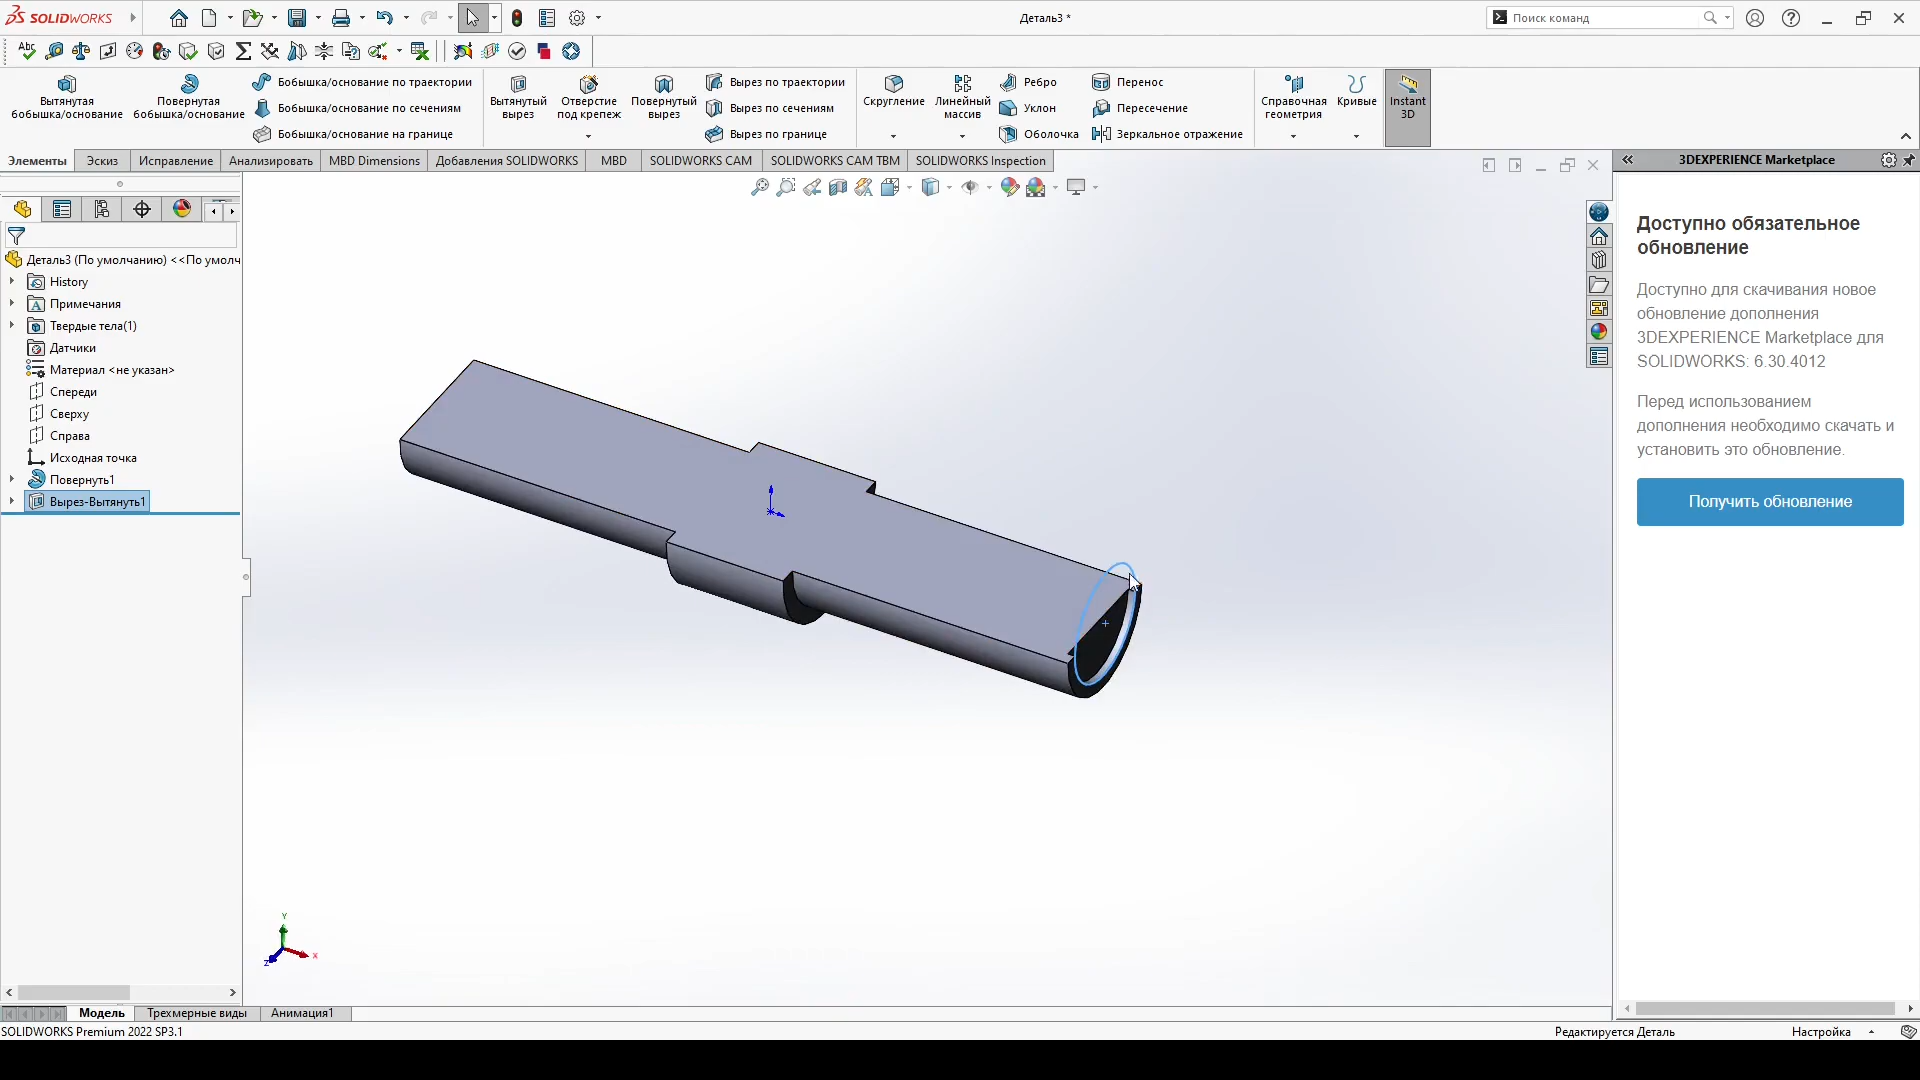 SOLIDWORKS
Деталь3 *
Поиск команд
Abc
Вытянутая бобышка/основание
Повернутая бобышка/основание
Бобышка/основание по траектории
Бобышка/основание по сечениям
Бобышка/основание на границе
Вытянутый вырез
Отверстие под крепеж
Повернутый вырез
Вырез по траектории
Вырез по сечениям
Вырез по границе
Скругление
Линейный массив
Ребро
Уклон
Оболочка
Перенос
Пересечение
Зеркальное отражение
Справочная геометрия
Кривые
Instant 3D
Элементы
Эскиз
Исправление
Анализировать
MBD Dimensions
Добавления SOLIDWORKS
MBD
SOLIDWORKS CAM
SOLIDWORKS CAM TBM
SOLIDWORKS Inspection
3DEXPERIENCE Marketplace
Деталь3 (По умолчанию) <<По умолч
History
Примечания
Твердые тела(1)
Датчики
Материал <не указан>
Спереди
Сверху
Справа
Исходная точка
Повернуть1
Вырез-Вытянуть1
Доступно обязательное
обновление
Доступно для скачивания новое
обновление дополнения
3DEXPERIENCE Marketplace для
SOLIDWORKS: 6.30.4012
Перед использованием
дополнения необходимо скачать и
установить это обновление.
Получить обновление
Y
X
Z
Модель
Трехмерные виды
Анимация1
SOLIDWORKS Premium 2022 SP3.1
Редактируется Деталь
Настройка